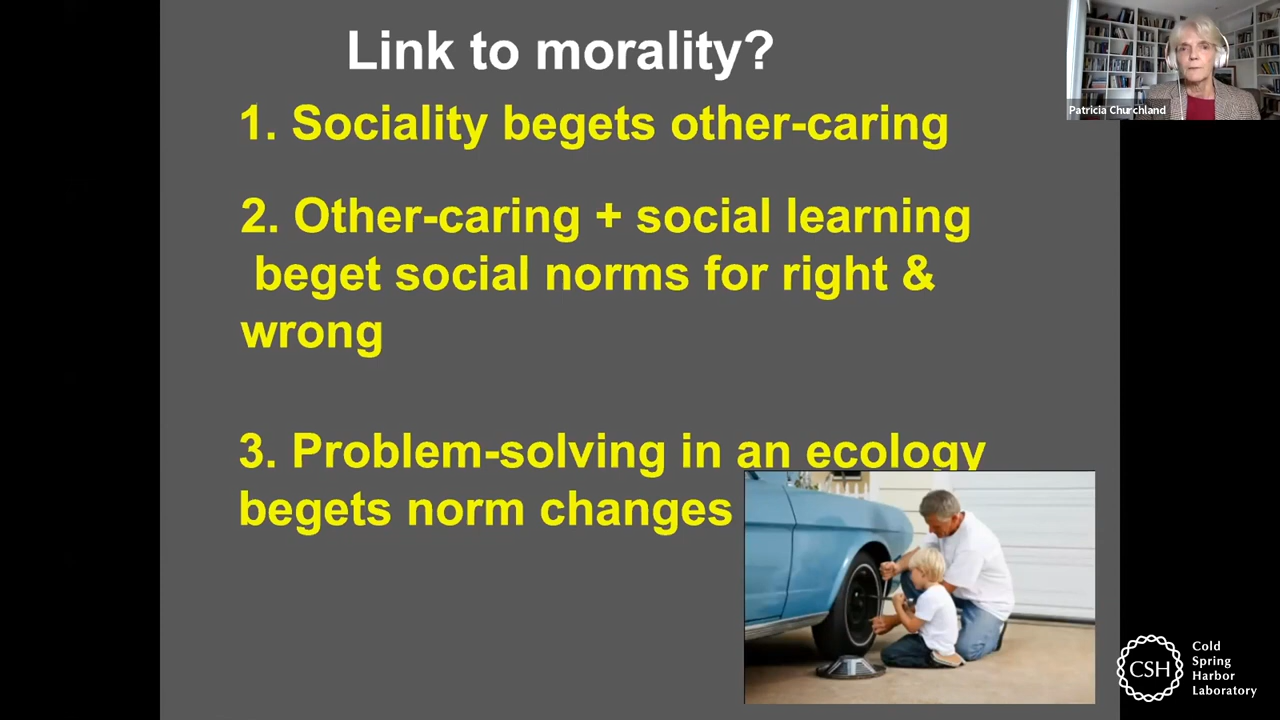 Link to morality?
1. Sociality begets other-caring
2. Other-caring + social learning
beget social norms for right &
wrong
3. Problem-solving in an ecology
begets norm changes
Patricia Churchland
CSH
Cold
Spring
Harbor
Laboratory